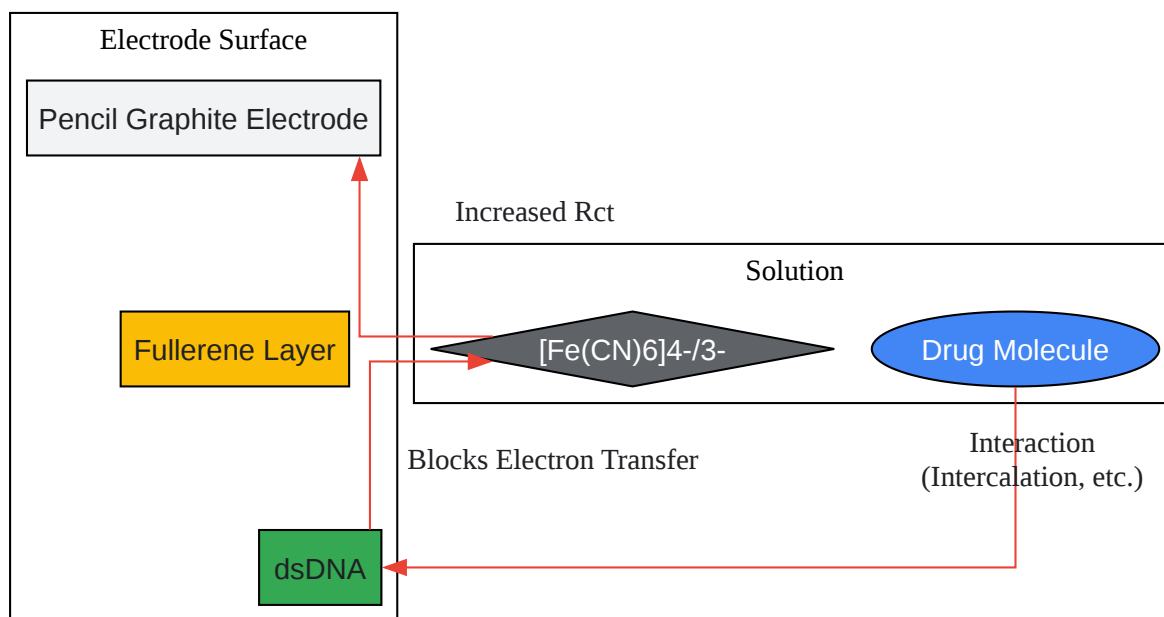 Electrode Surface
Pencil Graphite Electrode
Increased Rct
Solution
Fullerene Layer
[Fe(CN)6]4-/3-
Drug Molecule
Blocks Electron Transfer
Interaction
(Intercalation, etc.)
dsDNA